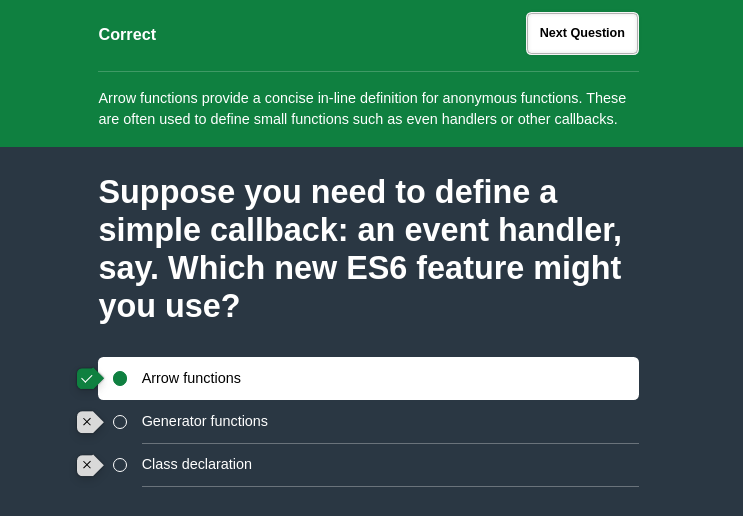 Correct
Next Question
Arrow functions provide a concise in-line definition for anonymous functions. These
are often used to define small functions such as even handlers or other callbacks.
Suppose you need to define a
simple callback: an event handler,
say. Which new ES6 feature might
you use?
Arrow functions
Generator functions
Class declaration